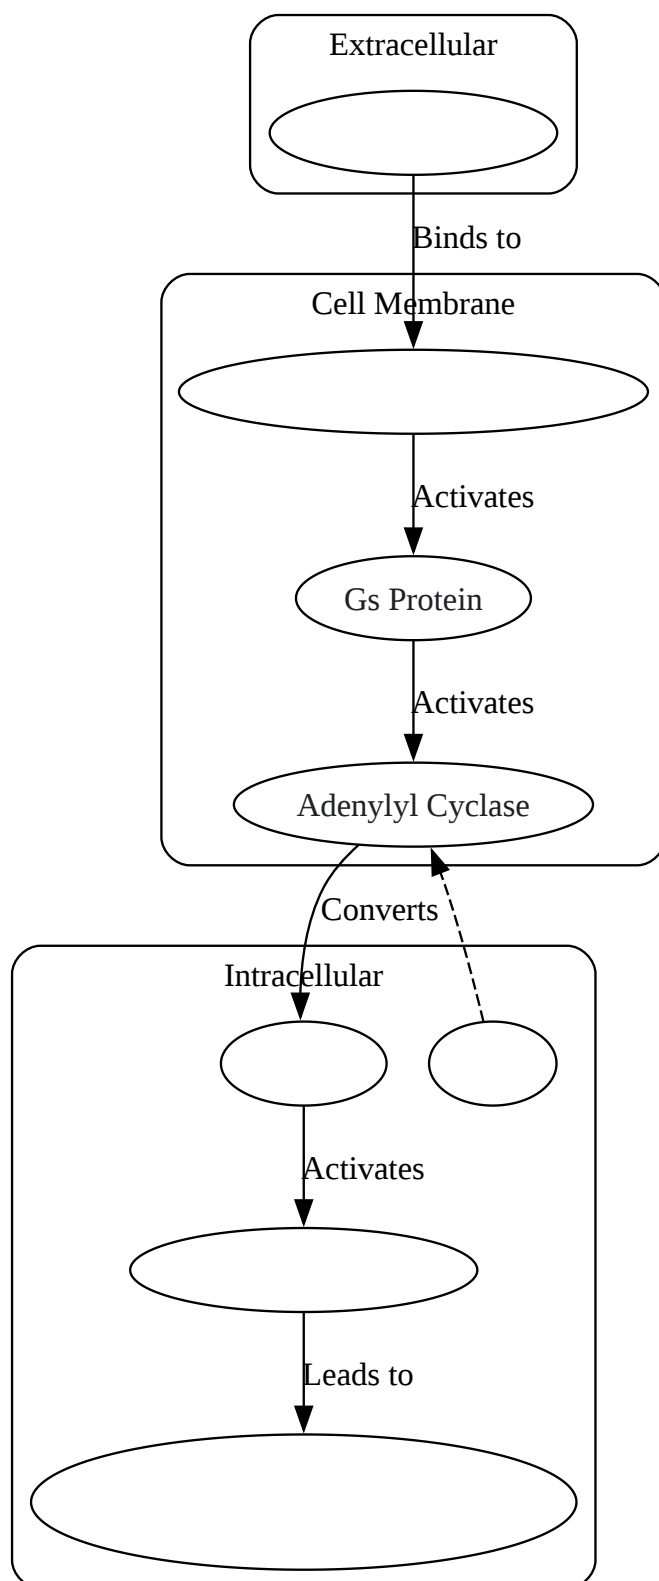 Extracellular
Binds to
Cell Membrane
Activates
Gs Protein
Activates
Adenylyl Cyclase
Converts
Intracellular
Activates
Leads to